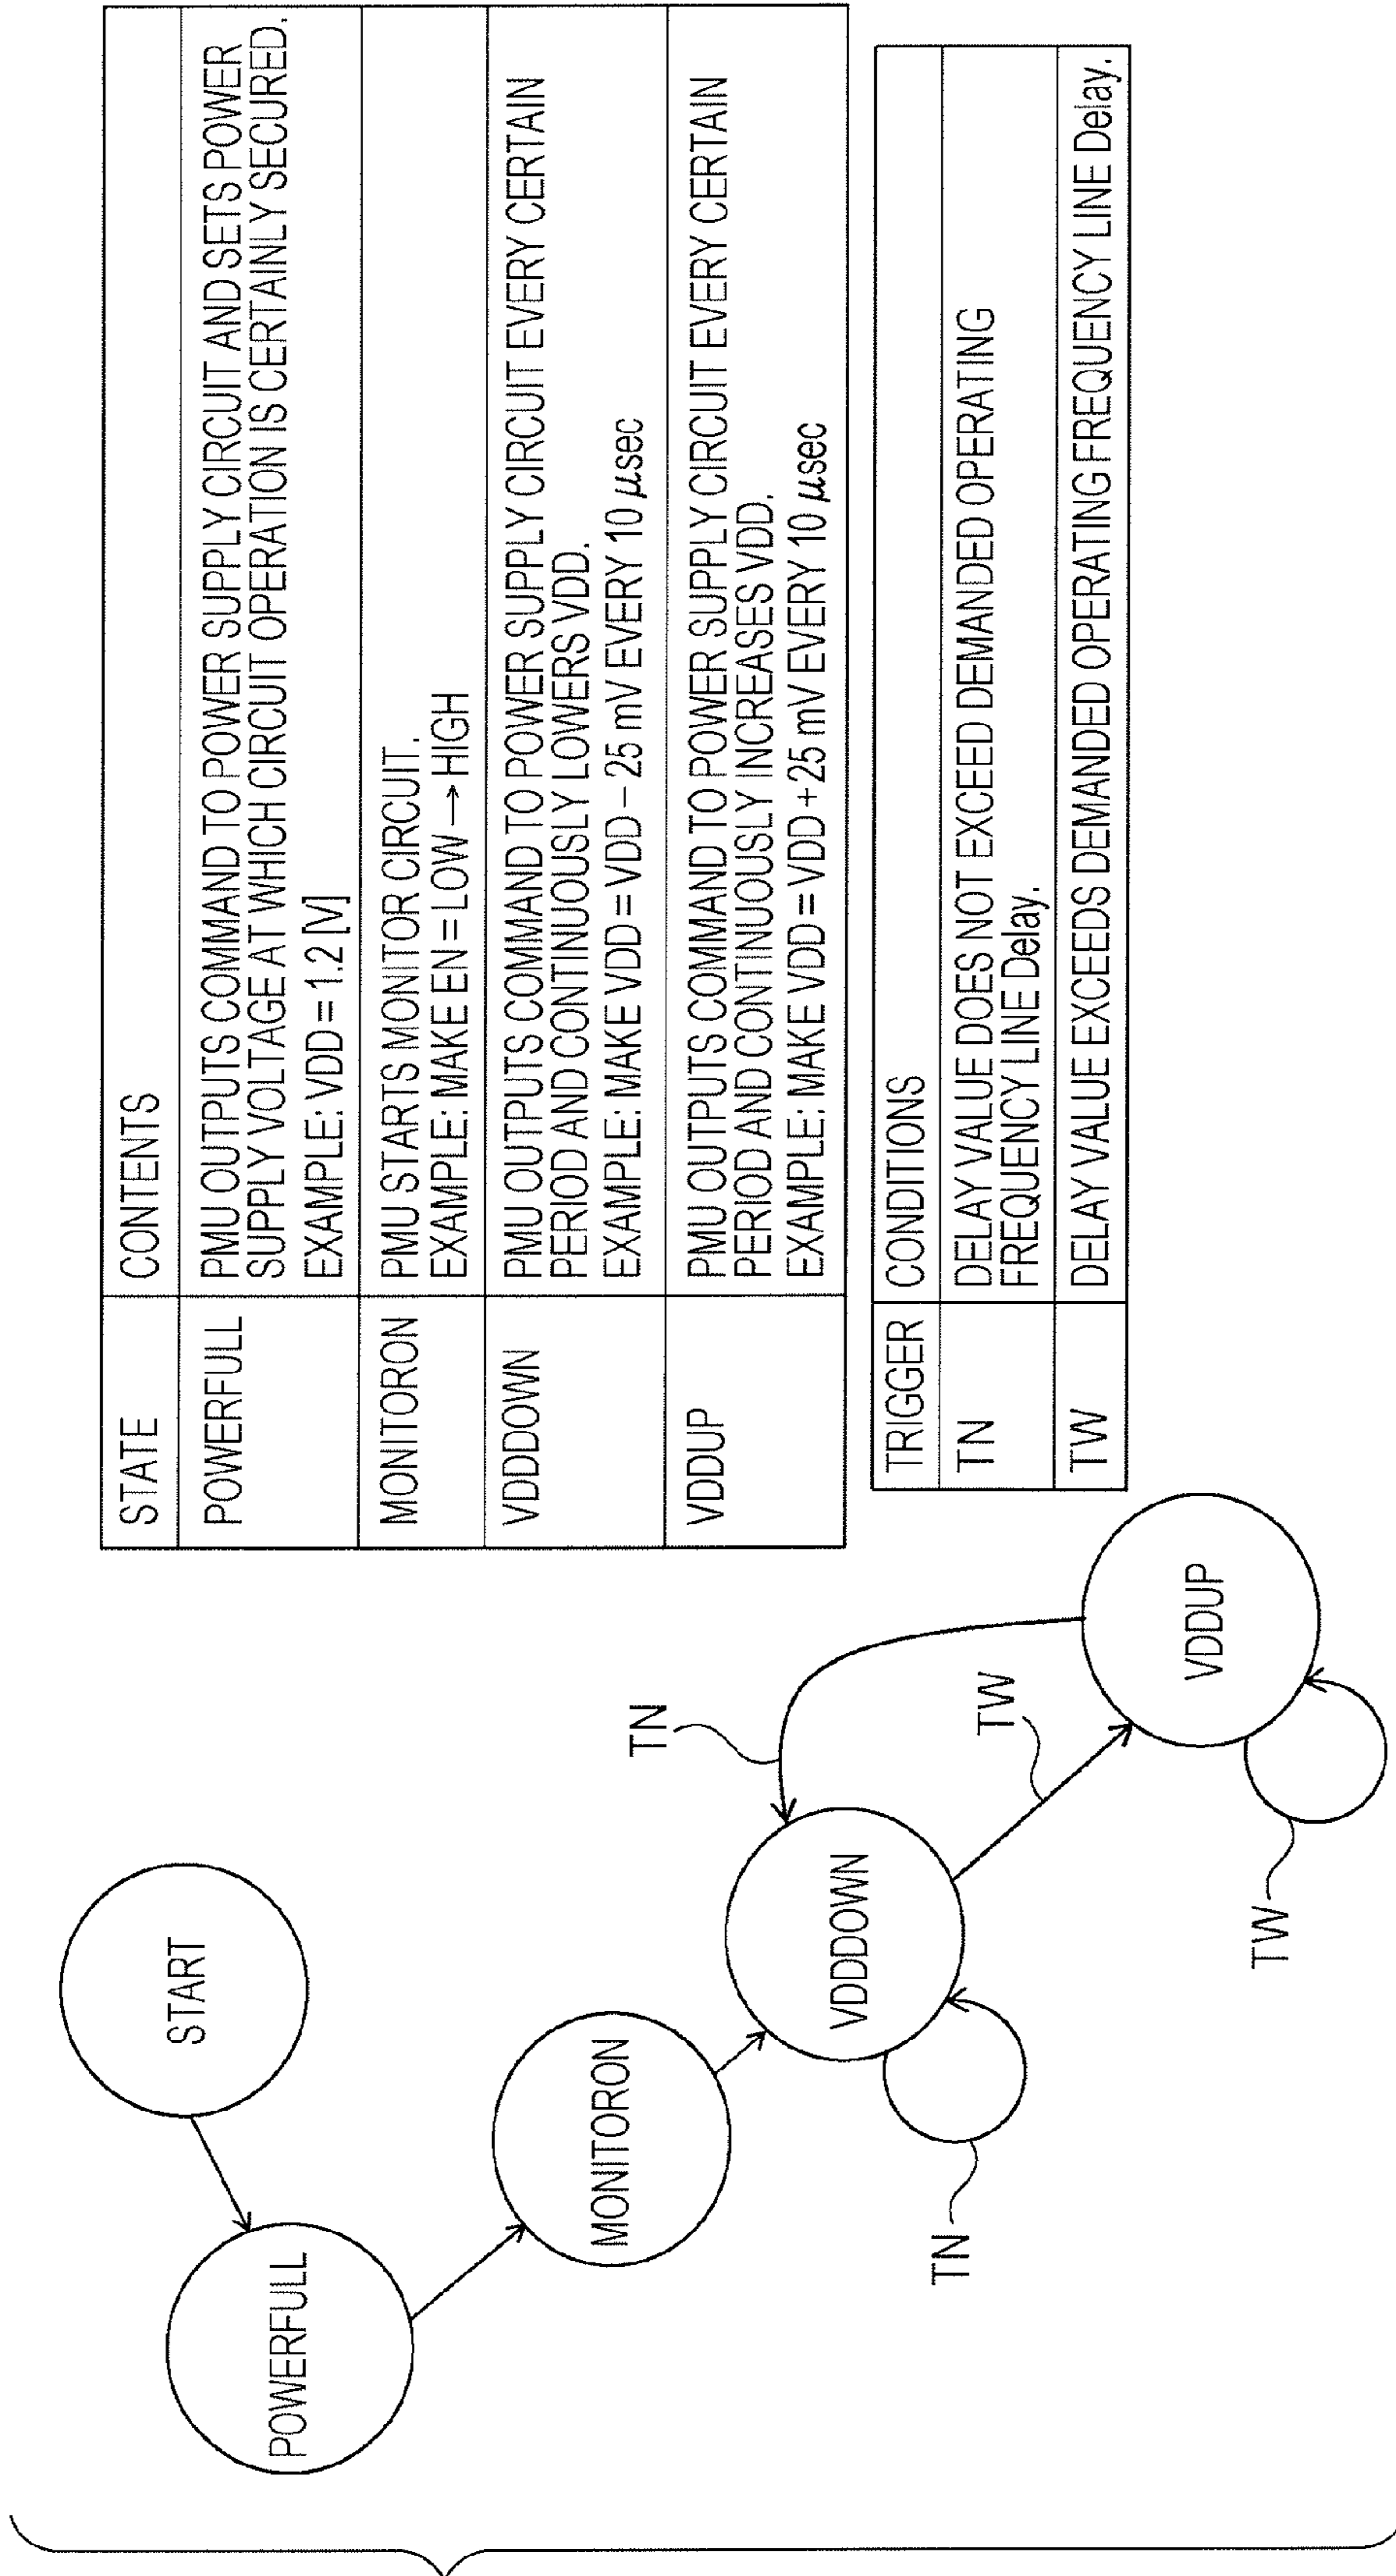 START
POWERFULL
MONITORON
VDDDOWN
VDDUP
TN
TW
TN
TW
STATE CONTENTS
POWERFULL PMU OUTPUTS COMMAND TO POWER SUPPLY CIRCUIT AND SETS POWER
SUPPLY VOLTAGE AT WHICH CIRCUIT OPERATION IS CERTAINLY SECURED.
EXAMPLE: VDD = 1.2 [V]
MONITORON PMU STARTS MONITOR CIRCUIT.
EXAMPLE: MAKE EN = LOW → HIGH
VDDDOWN PMU OUTPUTS COMMAND TO POWER SUPPLY CIRCUIT EVERY CERTAIN
PERIOD AND CONTINUOUSLY LOWERS VDD.
EXAMPLE: MAKE VDD = VDD − 25 mV EVERY 10 μsec
VDDUP PMU OUTPUTS COMMAND TO POWER SUPPLY CIRCUIT EVERY CERTAIN
PERIOD AND CONTINUOUSLY INCREASES VDD.
EXAMPLE: MAKE VDD = VDD + 25 mV EVERY 10 μsec
TRIGGER CONDITIONS
TN DELAY VALUE DOES NOT EXCEED DEMANDED OPERATING
FREQUENCY LINE Delay.
TW DELAY VALUE EXCEEDS DEMANDED OPERATING FREQUENCY LINE Delay.